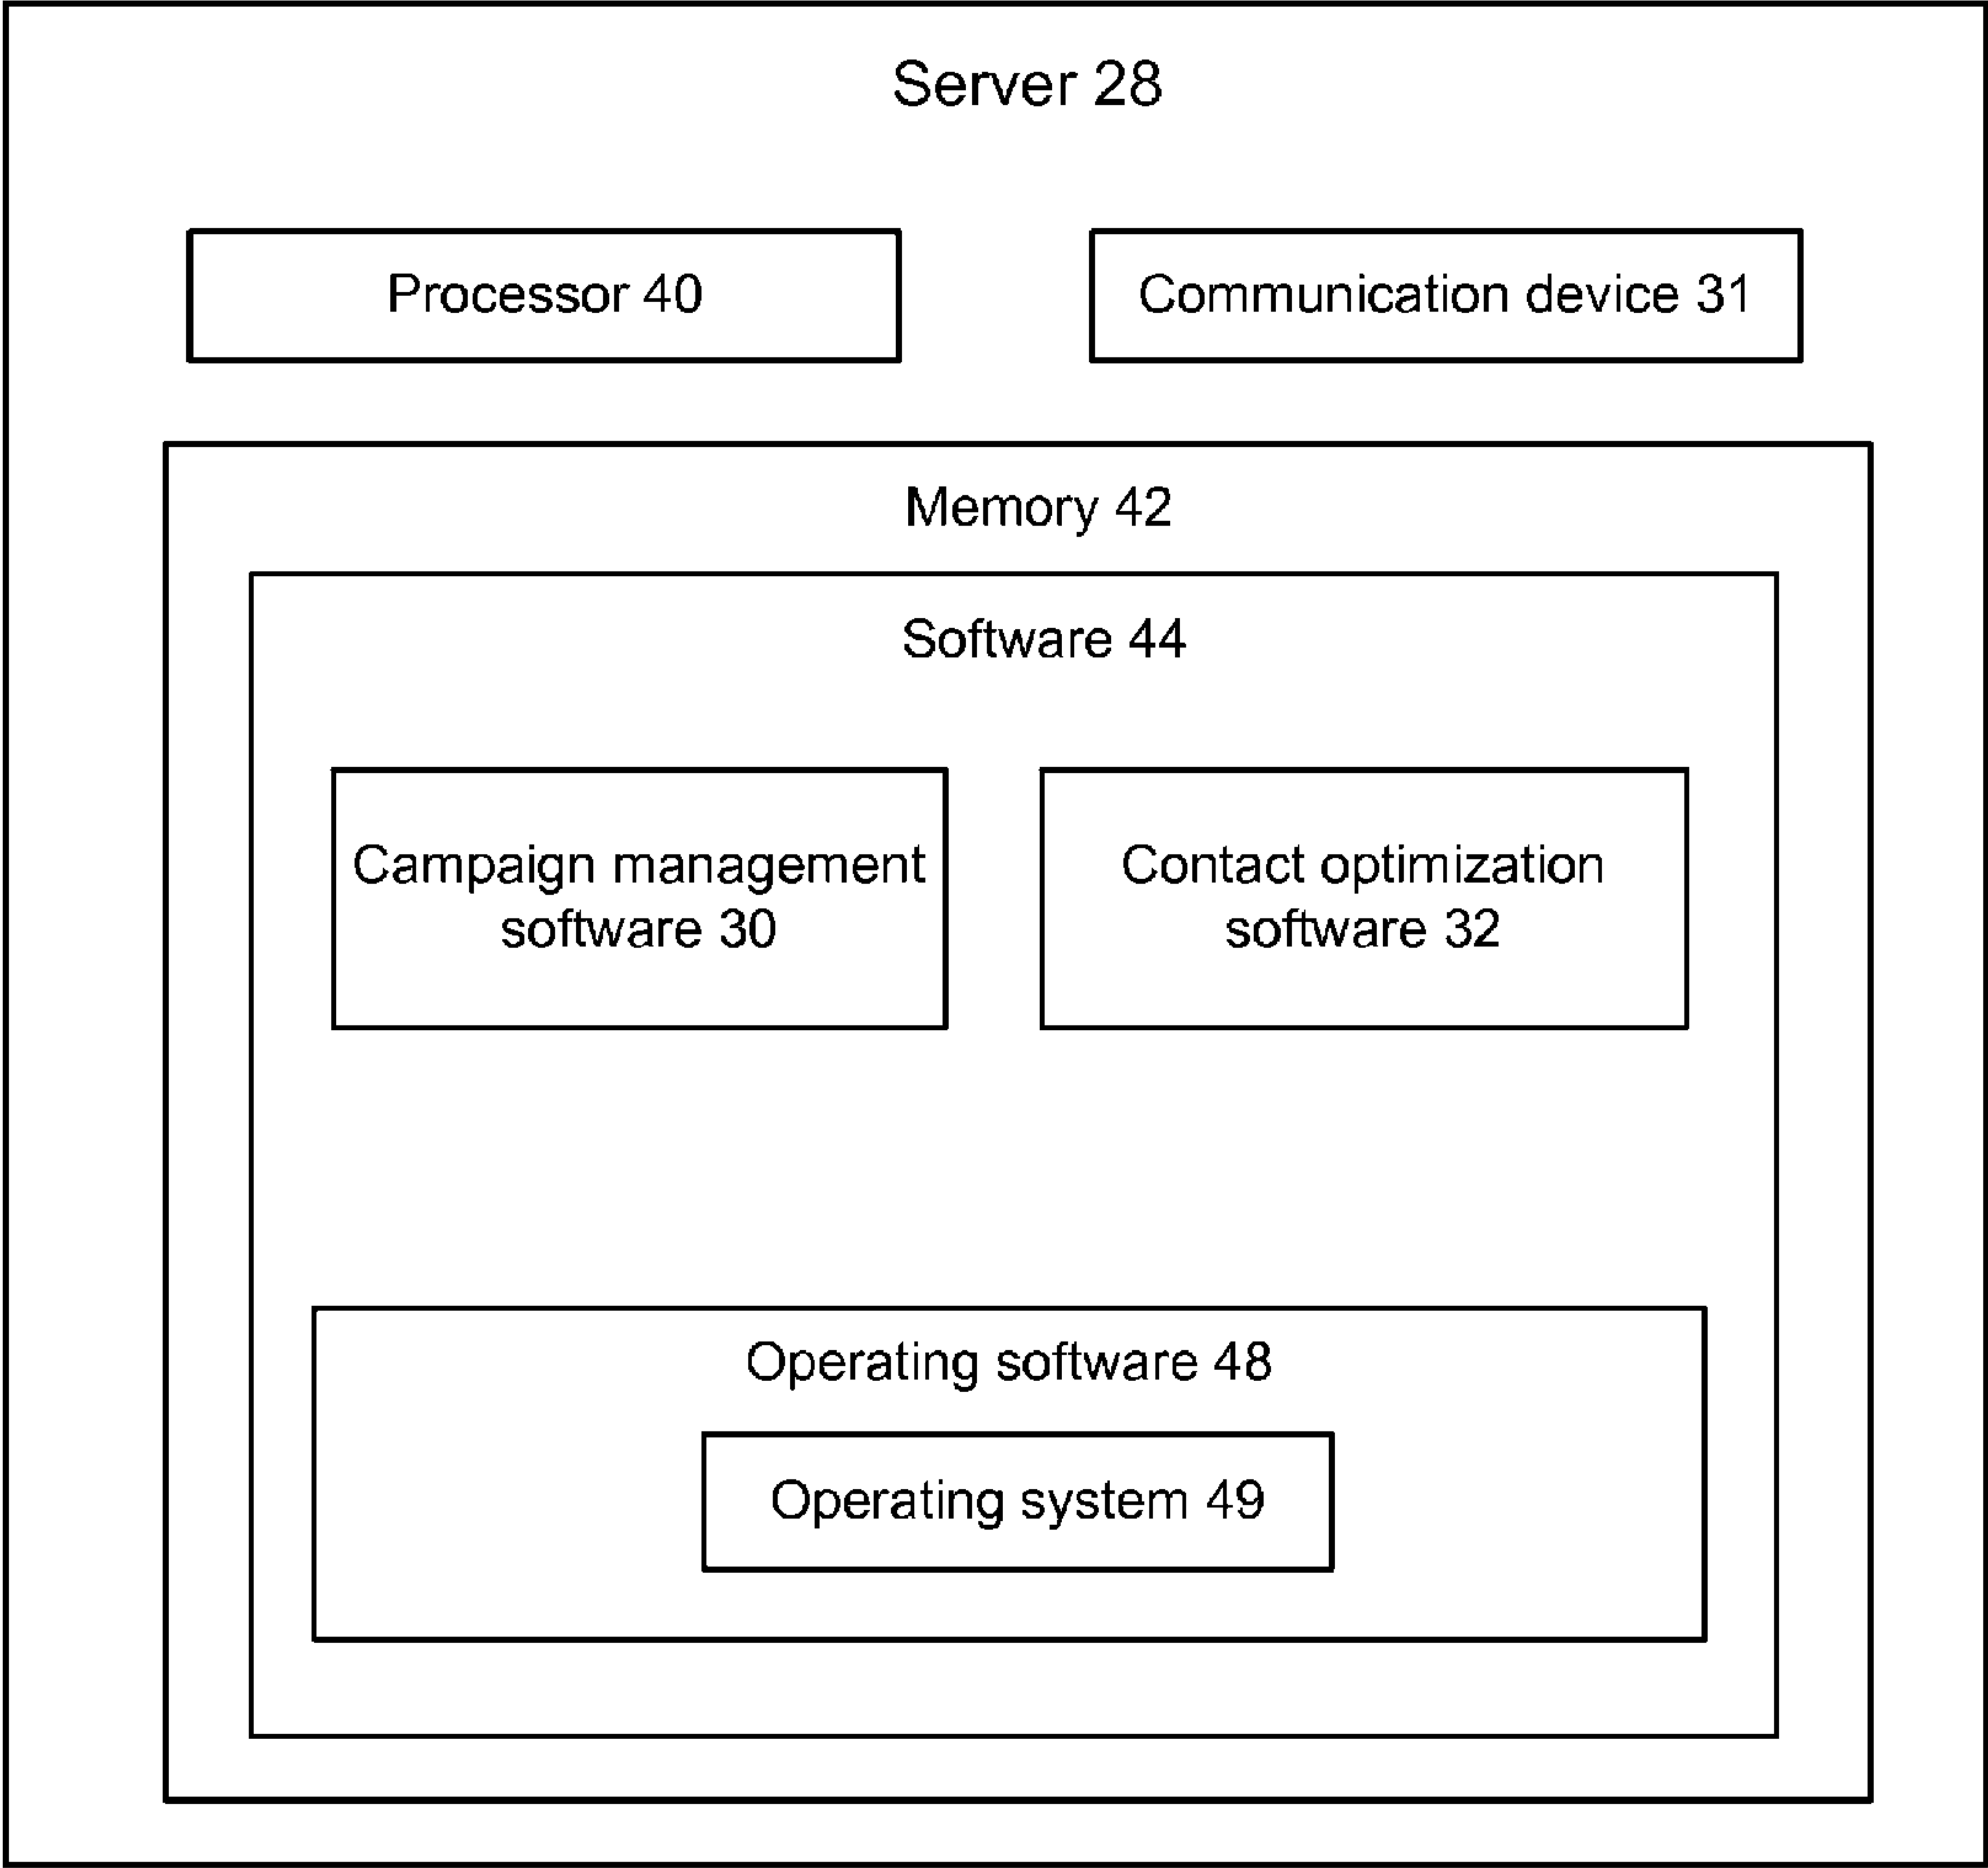 Server 28
Processor 40
Communication device 31
Memory 42
Software 44
Campaign management
software 30
Contact optimization
software 32
Operating software 48
Operating system 49